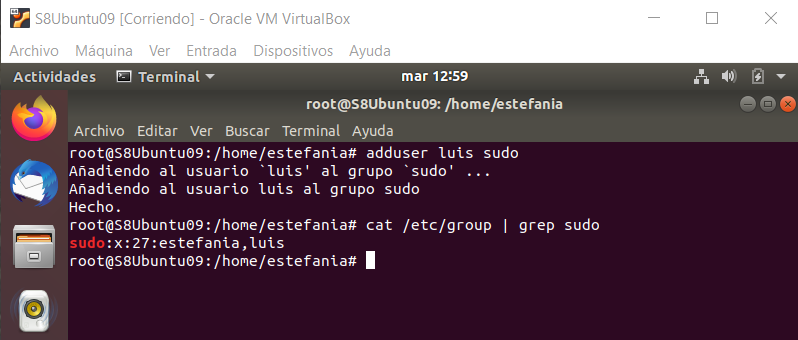 S8Ubuntu09 [Corriendo] - Oracle VM VirtualBox
Archivo Máquina Ver Entrada Dispositivos Ayuda
Actividades Terminal mar 12:59
root@S8Ubuntu09: /home/estefania
Archivo Editar Ver Buscar Terminal Ayuda
root@S8Ubuntu09:/home/estefania# adduser luis sudo
Añadiendo al usuario `luis' al grupo `sudo' ...
Añadiendo al usuario luis al grupo sudo
Hecho.
root@S8Ubuntu09:/home/estefania# cat /etc/group | grep sudo
sudo:x:27:estefania,luis
root@S8Ubuntu09:/home/estefania#